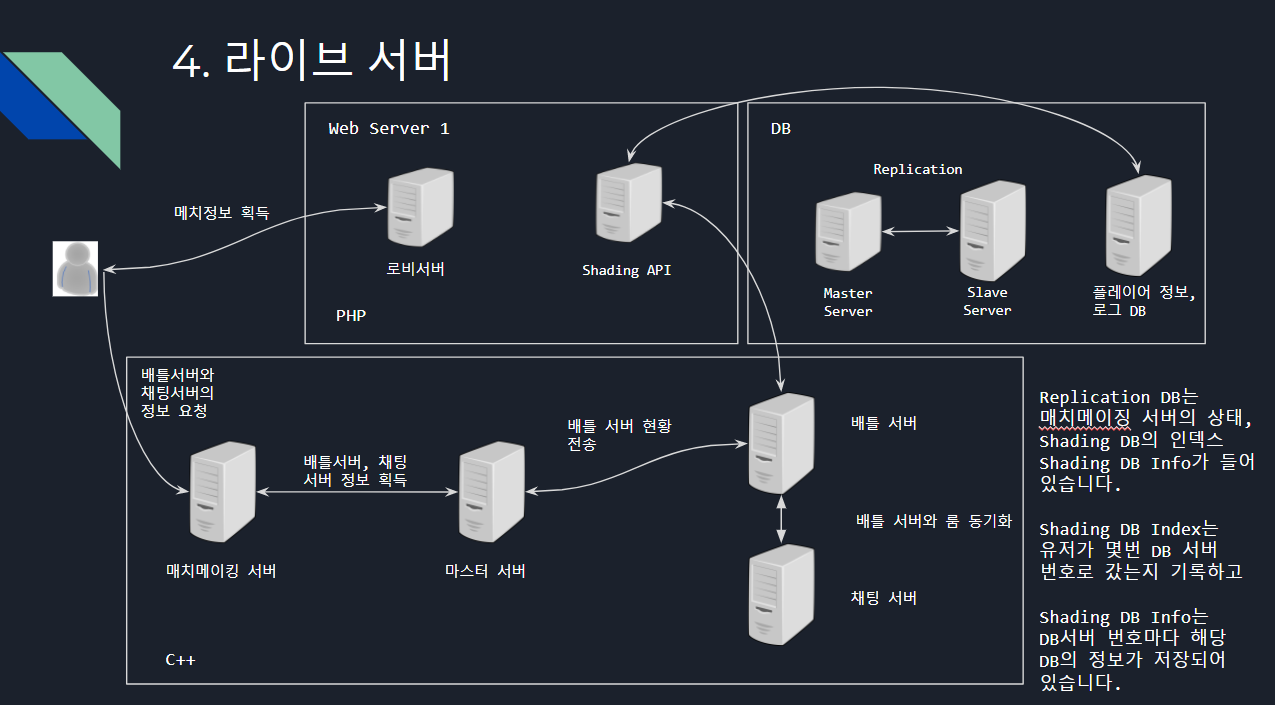 4. 라이브 서버
Web Server 1
DB
Replication
메치정보 획득
로비서버
Shading API
Master
Server
Slave
Server
플레이어 정보,
로그 DB
PHP
배틀서버와
채팅서버의
정보 요청
배틀서버, 채팅
서버 정보 획득
배틀 서버 현황
전송
배틀 서버
배틀 서버와 룸 동기화
매치메이킹 서버
마스터 서버
채팅 서버
C++
Replication DB는
매치메이징 서버의 상태,
Shading DB의 인덱스
Shading DB Info가 들어
있습니다.
Shading DB Index는
유저가 몇번 DB 서버
번호로 갔는지 기록하고
Shading DB Info는
DB서버 번호마다 해당
DB의 정보가 저장되어
있습니다.